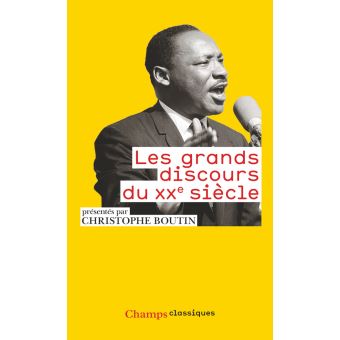 Les grands
discours
du XXe siècle
présentés par
CHRISTOPHE BOUTIN
Champs classiques